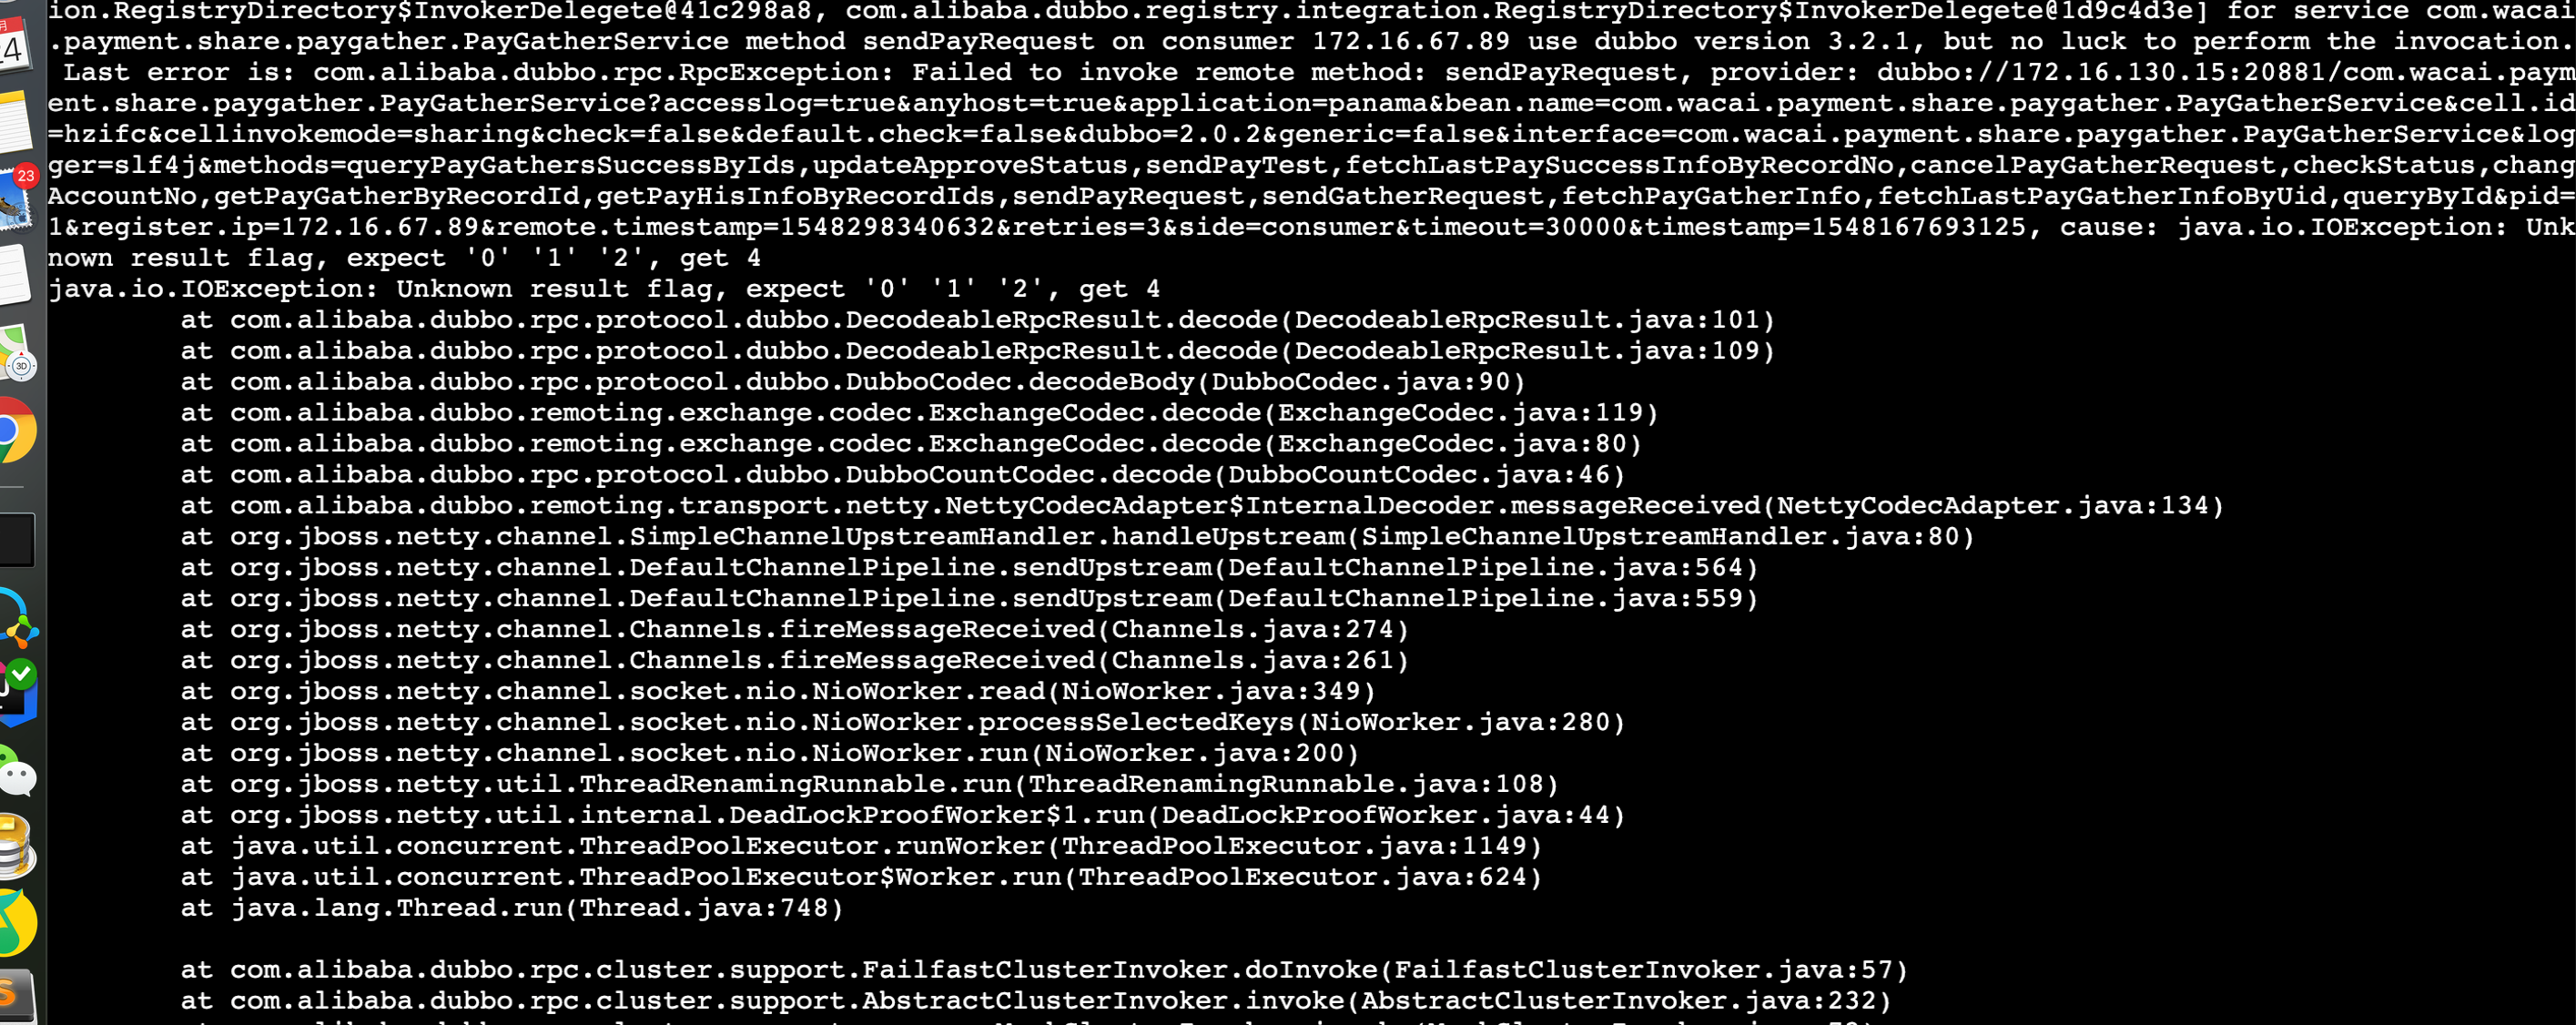 ion.RegistryDirectory$InvokerDelegete@41c298a8, com.alibaba.dubbo.registry.integration.RegistryDirectory$InvokerDelegete@1d9c4d3e] for service com.wacai
.payment.share.paygather.PayGatherService method sendPayRequest on consumer 172.16.67.89 use dubbo version 3.2.1, but no luck to perform the invocation.
Last error is: com.alibaba.dubbo.rpc.RpcException: Failed to invoke remote method: sendPayRequest, provider: dubbo://172.16.130.15:20881/com.wacai.paym
ent.share.paygather.PayGatherService?accesslog=true&anyhost=true&application=panama&bean.name=com.wacai.payment.share.paygather.PayGatherService&cell.id
=hzifc&cellinvokemode=sharing&check=false&default.check=false&dubbo=2.0.2&generic=false&interface=com.wacai.payment.share.paygather.PayGatherService&log
ger=slf4j&methods=queryPayGathersSuccessByIds,updateApproveStatus,sendPayTest,fetchLastPaySuccessInfoByRecordNo,cancelPayGatherRequest,checkStatus,chang
AccountNo,getPayGatherByRecordId,getPayHisInfoByRecordIds,sendPayRequest,sendGatherRequest,fetchPayGatherInfo,fetchLastPayGatherInfoByUid,queryById&pid=
1&register.ip=172.16.67.89&remote.timestamp=1548298340632&retries=3&side=consumer&timeout=30000&timestamp=1548167693125, cause: java.io.IOException: Unk
nown result flag, expect '0' '1' '2', get 4
java.io.IOException: Unknown result flag, expect '0' '1' '2', get 4
at com.alibaba.dubbo.rpc.protocol.dubbo.DecodeableRpcResult.decode(DecodeableRpcResult.java:101)
at com.alibaba.dubbo.rpc.protocol.dubbo.DecodeableRpcResult.decode(DecodeableRpcResult.java:109)
at com.alibaba.dubbo.rpc.protocol.dubbo.DubboCodec.decodeBody(DubboCodec.java:90)
at com.alibaba.dubbo.remoting.exchange.codec.ExchangeCodec.decode(ExchangeCodec.java:119)
at com.alibaba.dubbo.remoting.exchange.codec.ExchangeCodec.decode(ExchangeCodec.java:80)
at com.alibaba.dubbo.rpc.protocol.dubbo.DubboCountCodec.decode(DubboCountCodec.java:46)
at com.alibaba.dubbo.remoting.transport.netty.NettyCodecAdapter$InternalDecoder.messageReceived(NettyCodecAdapter.java:134)
at org.jboss.netty.channel.SimpleChannelUpstreamHandler.handleUpstream(SimpleChannelUpstreamHandler.java:80)
at org.jboss.netty.channel.DefaultChannelPipeline.sendUpstream(DefaultChannelPipeline.java:564)
at org.jboss.netty.channel.DefaultChannelPipeline.sendUpstream(DefaultChannelPipeline.java:559)
at org.jboss.netty.channel.Channels.fireMessageReceived(Channels.java:274)
at org.jboss.netty.channel.Channels.fireMessageReceived(Channels.java:261)
at org.jboss.netty.channel.socket.nio.NioWorker.read(NioWorker.java:349)
at org.jboss.netty.channel.socket.nio.NioWorker.processSelectedKeys(NioWorker.java:280)
at org.jboss.netty.channel.socket.nio.NioWorker.run(NioWorker.java:200)
at org.jboss.netty.util.ThreadRenamingRunnable.run(ThreadRenamingRunnable.java:108)
at org.jboss.netty.util.internal.DeadLockProofWorker$1.run(DeadLockProofWorker.java:44)
at java.util.concurrent.ThreadPoolExecutor.runWorker(ThreadPoolExecutor.java:1149)
at java.util.concurrent.ThreadPoolExecutor$Worker.run(ThreadPoolExecutor.java:624)
at java.lang.Thread.run(Thread.java:748)
at com.alibaba.dubbo.rpc.cluster.support.FailfastClusterInvoker.doInvoke(FailfastClusterInvoker.java:57)
at com.alibaba.dubbo.rpc.cluster.support.AbstractClusterInvoker.invoke(AbstractClusterInvoker.java:232)
月
24
23
3D